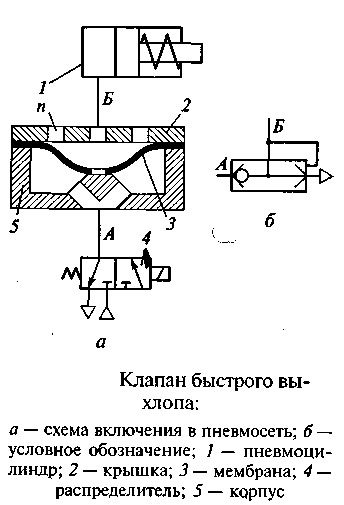 1
п
Б
2
5
3
А
4
а
Б
А
б
Клапан быстрого вы-
хлопа:
а — схема включения в пневмосеть; б —
условное обозначение; 1 — пневмоци-
линдр; 2 — крышка; 3 — мембрана; 4 —
распределитель; 5 — корпус